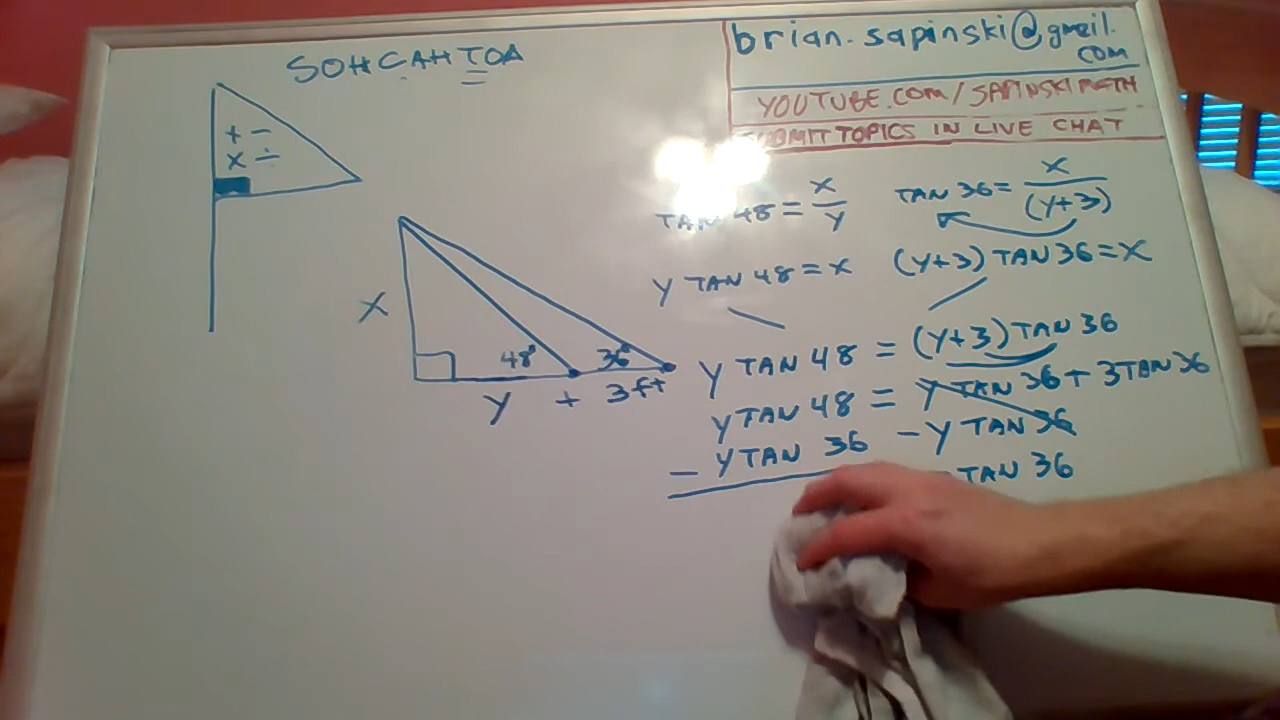 SOHCAHTOA
brian.sapinski@gmail.
com
YOUTUBE.COM/SAPINSKIMATH
SUBMIT TOPICS IN LIVE CHAT
+ -
x ÷
TAN 48 = x/y
TAN 36 = x/(y+3)
y TAN 48 = x
(y+3) TAN 36 = x
x
48°
36°
y + 3ft
y TAN 48 = (y+3) TAN 36
y TAN 48 = y TAN 36 + 3 TAN 36
- y TAN 36 - y TAN 36
TAN 36